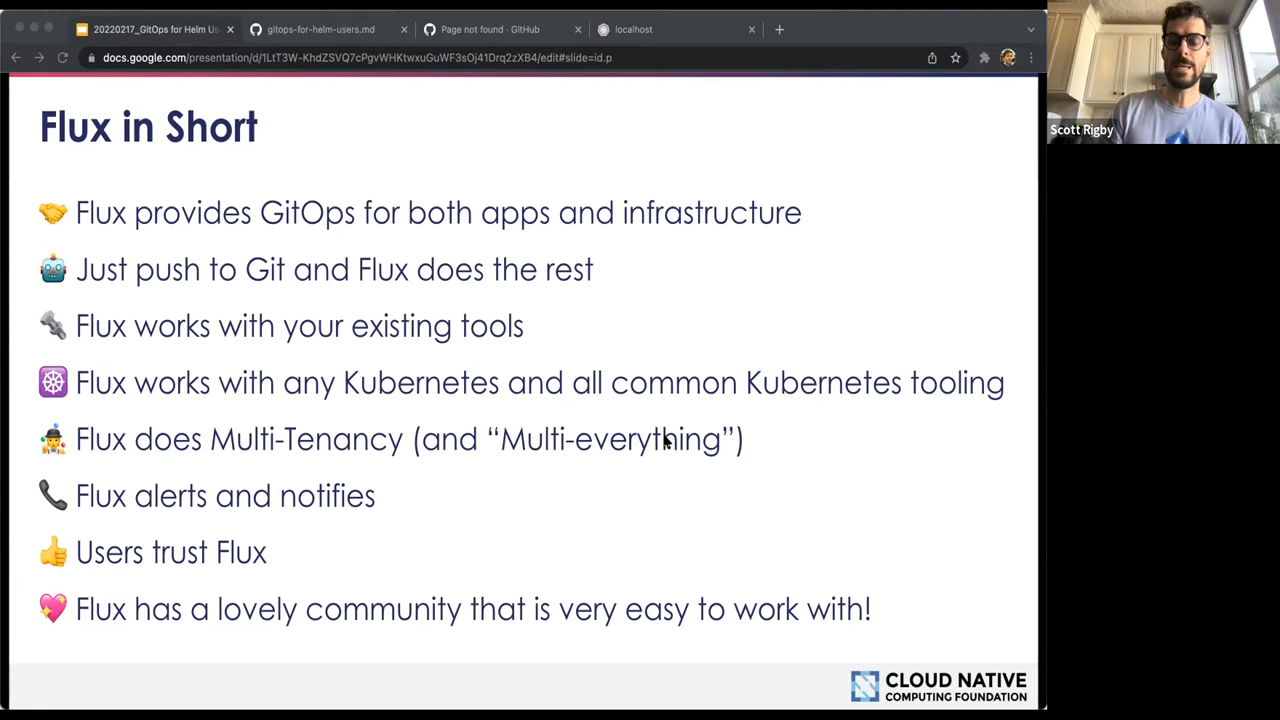 20220217_GitOps for Helm Us
gitops-for-helm-users.md
Page not found · GitHub
localhost
docs.google.com/presentation/d/1LtT3W-KhdZSVQ7cPgvWHKtwxuGuWF3sOj41Drq2zXB4/edit#slide=id.p
Scott Rigby
Flux in Short
Flux provides GitOps for both apps and infrastructure
Just push to Git and Flux does the rest
Flux works with your existing tools
Flux works with any Kubernetes and all common Kubernetes tooling
Flux does Multi-Tenancy (and “Multi-everything”)
Flux alerts and notifies
Users trust Flux
Flux has a lovely community that is very easy to work with!
CLOUD NATIVE
COMPUTING FOUNDATION